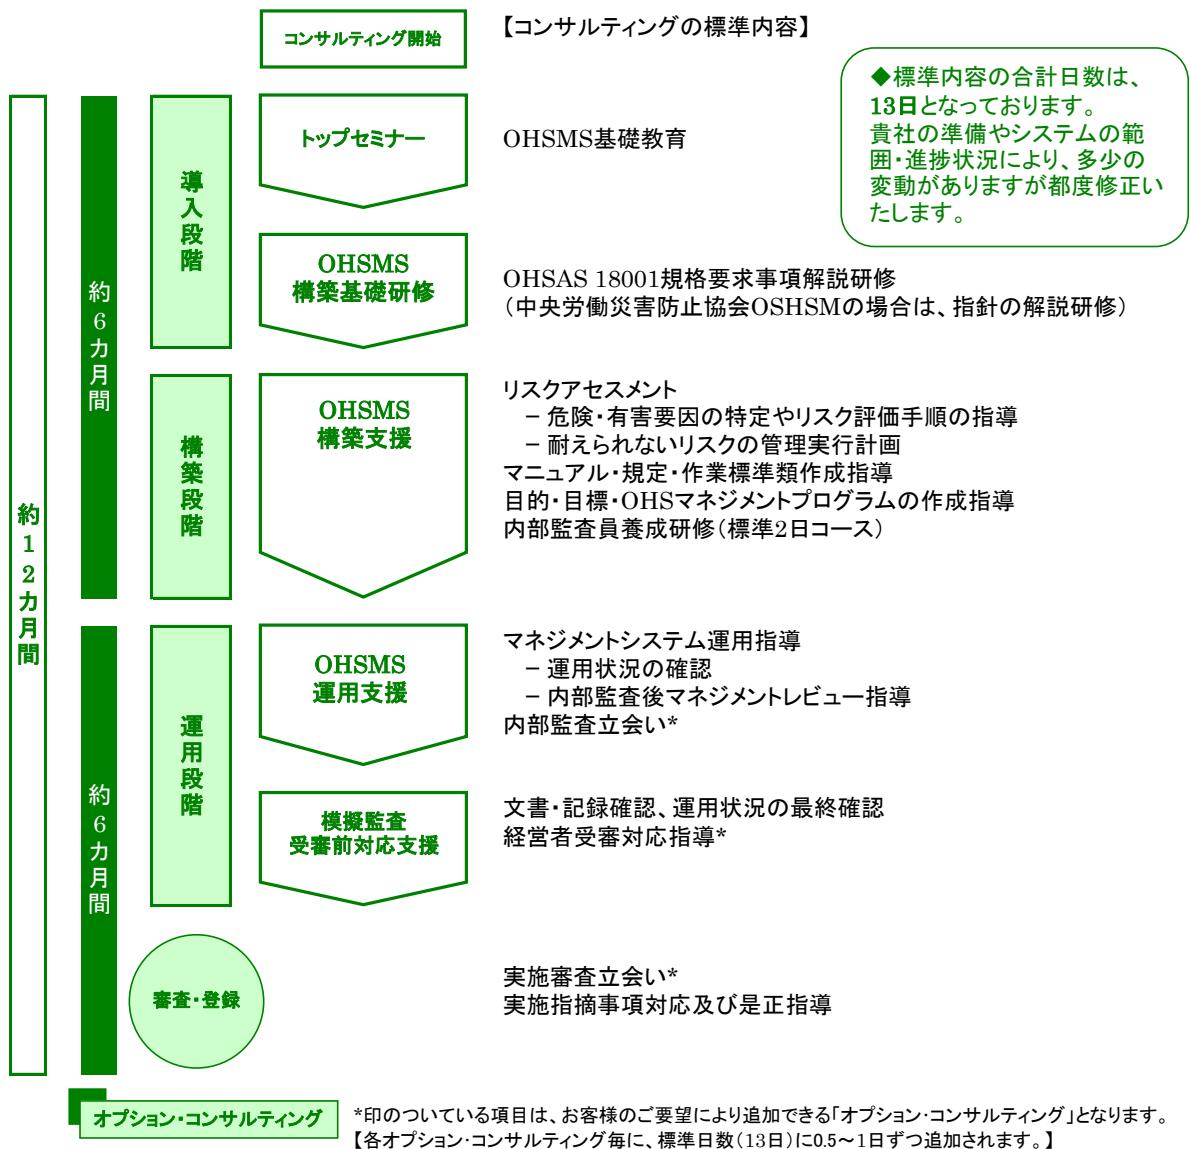 コンサルティング開始
【コンサルティングの標準内容】
◆標準内容の合計日数は、
13日となっております。
貴社の準備やシステムの範
囲・進捗状況により、多少の
変動がありますが都度修正い
たします。
約12カ月間
約6カ月間
導入段階
トップセミナー
OHSMS基礎教育
OHSMS
構築基礎研修
OHSAS 18001規格要求事項解説研修
（中央労働災害防止協会OSHSMの場合は、指針の解説研修）
構築段階
OHSMS
構築支援
リスクアセスメント
－ 危険・有害要因の特定やリスク評価手順の指導
－ 耐えられないリスクの管理実行計画
マニュアル・規定・作業標準類作成指導
目的・目標・OHSマネジメントプログラムの作成指導
内部監査員養成研修（標準2日コース）
約6カ月間
運用段階
OHSMS
運用支援
マネジメントシステム運用指導
－ 運用状況の確認
－ 内部監査後マネジメントレビュー指導
内部監査立会い*
模擬監査
受審前対応支援
文書・記録確認、運用状況の最終確認
経営者受審対応指導*
審査・登録
実施審査立会い*
実施指摘事項対応及び是正指導
オプション・コンサルティング
*印のついている項目は、お客様のご要望により追加できる「オプション・コンサルティング」となります。
【各オプション・コンサルティング毎に、標準日数（13日）に0.5～1日ずつ追加されます。】